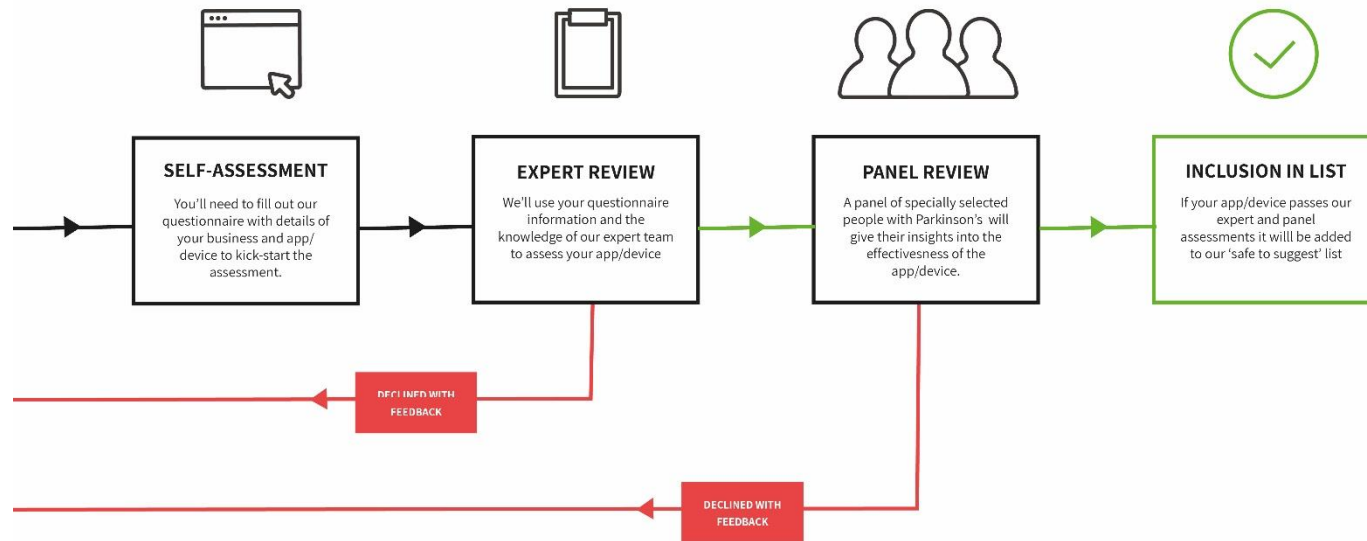 SELF-ASSESSMENT
You'll need to fill out our
questionnaire with details of
your business and app/
device to kick-start the
assessment.
EXPERT REVIEW
We'll use your questionnaire
information and the
knowledge of our expert team
to assess your app/device
PANEL REVIEW
A panel of specially selected
people with Parkinson's will
give their insights into the
effectiveness of the
app/device.
INCLUSION IN LIST
If your app/device passes our
expert and panel
assessments it willl be added
to our 'safe to suggest' list
DECLINED WITH
FEEDBACK
DECLINED WITH
FEEDBACK